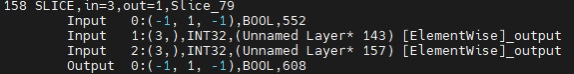 158 SLICE,in=3,out=1,Slice_79
Input 0:(-1, 1, -1),BOOL,552
Input 1:(3,),INT32,(Unnamed Layer* 143) [ElementWise]_output
Input 2:(3,),INT32,(Unnamed Layer* 157) [ElementWise]_output
Output 0:(-1, 1, -1),BOOL,608